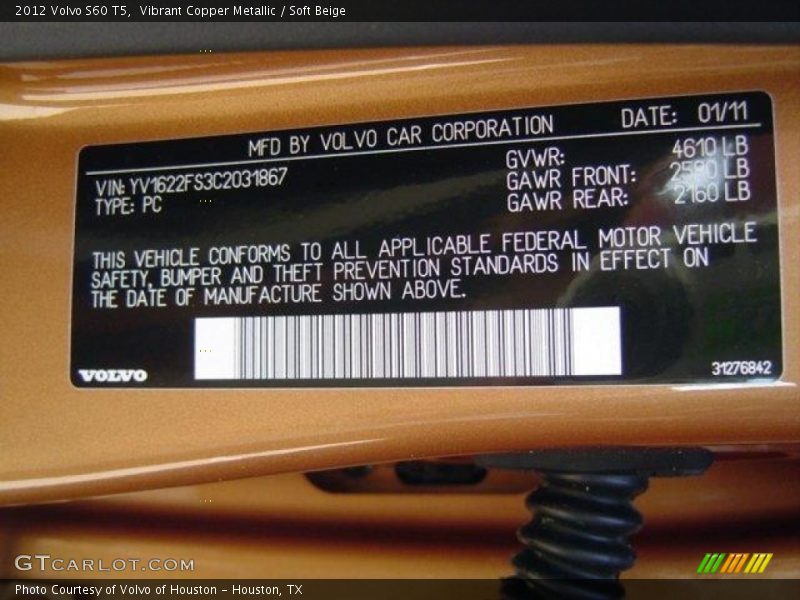 2012 Volvo S60 T5, Vibrant Copper Metallic / Soft Beige
MFD BY VOLVO CAR CORPORATION DATE: 01/11
VIN: YV1622FS3C2031867
TYPE: PC
GVWR: 4610 LB
GAWR FRONT: 2580 LB
GAWR REAR: 2160 LB
THIS VEHICLE CONFORMS TO ALL APPLICABLE FEDERAL MOTOR VEHICLE
SAFETY, BUMPER AND THEFT PREVENTION STANDARDS IN EFFECT ON
THE DATE OF MANUFACTURE SHOWN ABOVE.
VOLVO
31276842
GTCARLOT.COM
Photo Courtesy of Volvo of Houston - Houston, TX